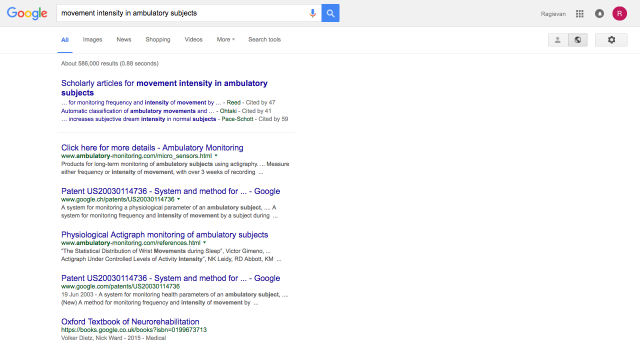 Google
movement intensity in ambulatory subjects
Ragiavan
R
All Images News Shopping Videos More Search tools
About 586,000 results (0.88 seconds)
Scholarly articles for movement intensity in ambulatory
subjects
... for monitoring frequency and intensity of movement by ... - Reed - Cited by 47
Automatic classification of ambulatory movements and ... - Ohtaki - Cited by 41
... increases subjective dream intensity in normal subjects - Pace-Schott - Cited by 59
Click here for more details - Ambulatory Monitoring
www.ambulatory-monitoring.com/micro_sensors.html
Products for long-term monitoring of ambulatory subjects using actigraphy. ... Measure
either frequency or Intensity of movement, with over 3 weeks of recording ...
Patent US20030114736 - System and method for ... - Google
www.google.ch/patents/US20030114736
A system for monitoring a physiological parameter of an ambulatory subject, .... A
system for monitoring frequency and intensity of movement by a subject during ...
Physiological Actigraph monitoring of ambulatory subjects
www.ambulatory-monitoring.com/references.html
"The Statistical Distribution of Wrist Movements during Sleep", Victor Gimeno, ...
Actigraph Under Controlled Levels of Activity Intensity", NK Leidy, RD Abbott, KM ...
Patent US20030114736 - System and method for ... - Google
www.google.com/patents/US20030114736
19 Jun 2003 - A system for monitoring health parameters of an ambulatory subject, ....
(New) A method for monitoring frequency and intensity of movement by ...
Oxford Textbook of Neurorehabilitation
https://books.google.co.uk/books?isbn=0199673713
Volker Dietz, Nick Ward - 2015 - Medical